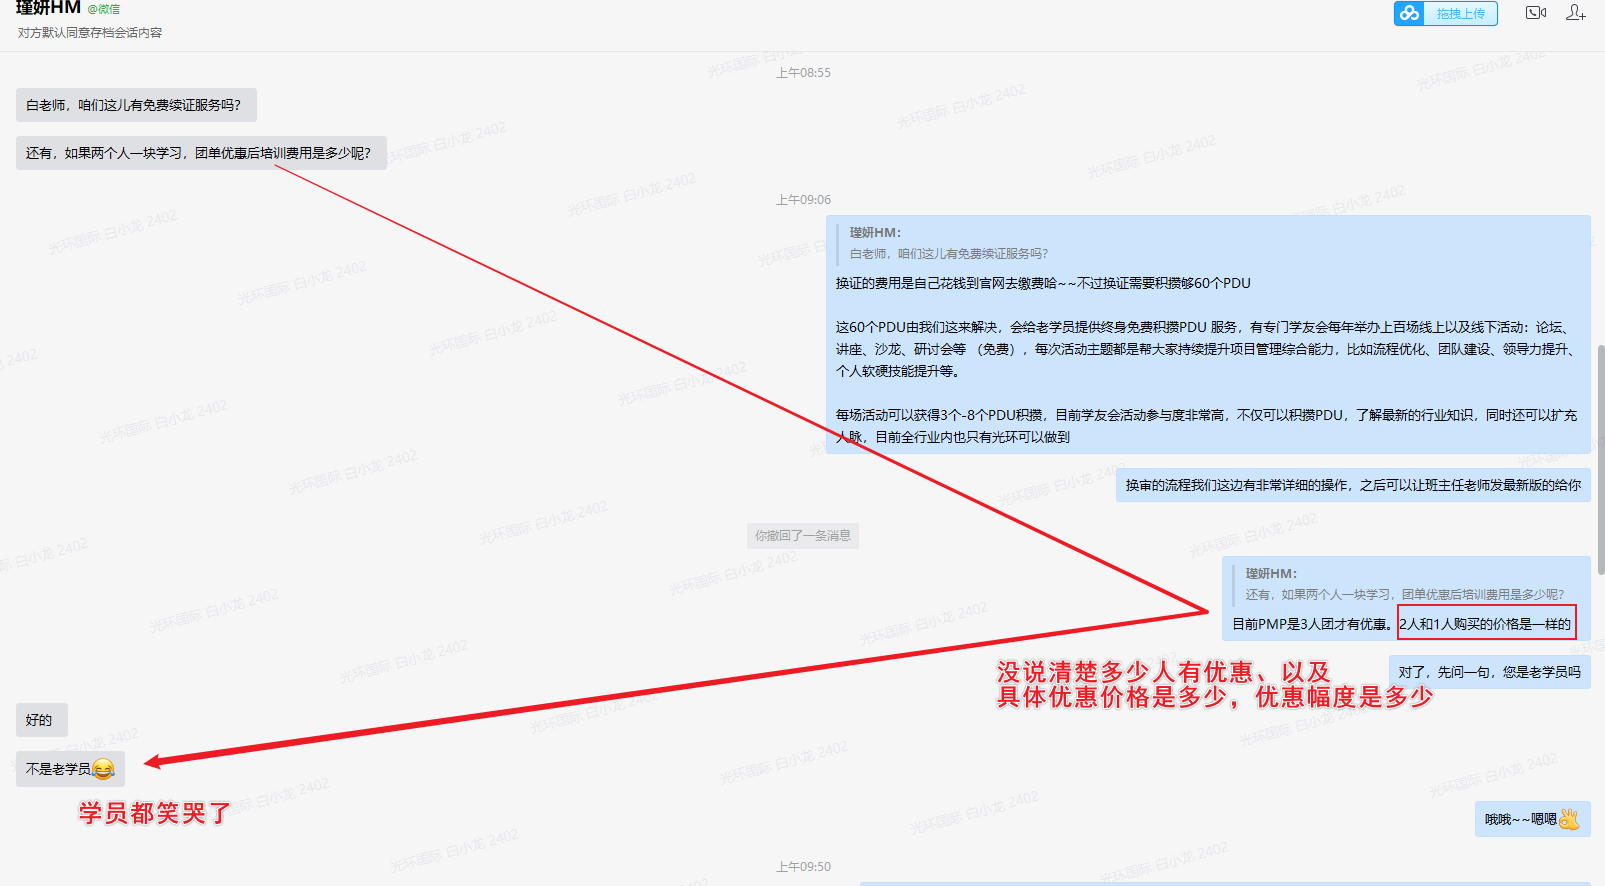 瑾妍HM @微信
对方默认同意存档会话内容
拖拽上传
上午08:55
白老师，咱们这儿有免费续证服务吗？
还有，如果两个人一块学习，团单优惠后培训费用是多少呢？
上午09:06
瑾妍HM：
白老师，咱们这儿有免费续证服务吗？
换证的费用是自己花钱到官网去缴费哈~~不过换证需要积攒够60个PDU
这60个PDU由我们这来解决，会给老学员提供终身免费积攒PDU 服务，有专门学友会每年举办上百场线上以及线下活动：论坛、
讲座、沙龙、研讨会等 （免费），每次活动主题都是帮大家持续提升项目管理综合能力，比如流程优化、团队建设、领导力提升、
个人软硬技能提升等。
每场活动可以获得3个-8个PDU积攒，目前学友会活动参与度非常高，不仅可以积攒PDU，了解最新的行业知识，同时还可以扩充
人脉，目前全行业内也只有光环可以做到
换审的流程我们这边有非常详细的操作，之后可以让班主任老师发最新版的给你
你撤回了一条消息
瑾妍HM：
还有，如果两个人一块学习，团单优惠后培训费用是多少呢？
目前PMP是3人团才有优惠。2人和1人购买的价格是一样的
没说清楚多少人有优惠、以及
具体优惠价格是多少，优惠幅度是多少
对了，先问一句，您是老学员吗
好的
不是老学员😂
学员都笑哭了
哦哦~~嗯嗯👌
上午09:50
光环国际 白小龙 2402